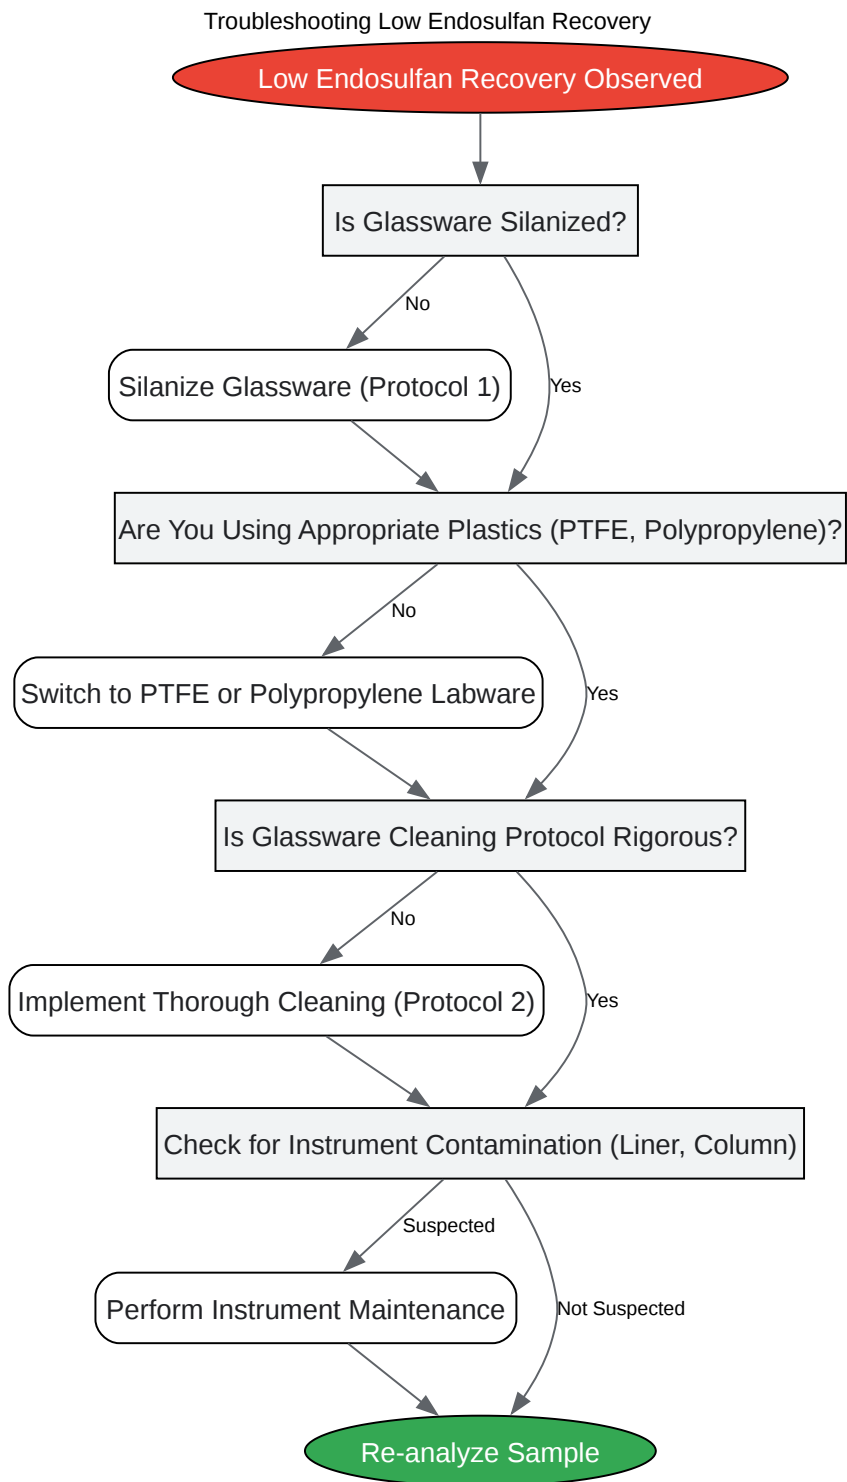 Troubleshooting Low Endosulfan Recovery
Low Endosulfan Recovery Observed
Is Glassware Silanized?
No
Silanize Glassware (Protocol 1)
Yes
Are You Using Appropriate Plastics (PTFE, Polypropylene)?
No
Switch to PTFE or Polypropylene Labware
Yes
Is Glassware Cleaning Protocol Rigorous?
No
Implement Thorough Cleaning (Protocol 2)
Yes
Check for Instrument Contamination (Liner, Column)
Suspected
Perform Instrument Maintenance
Not Suspected
Re-analyze Sample